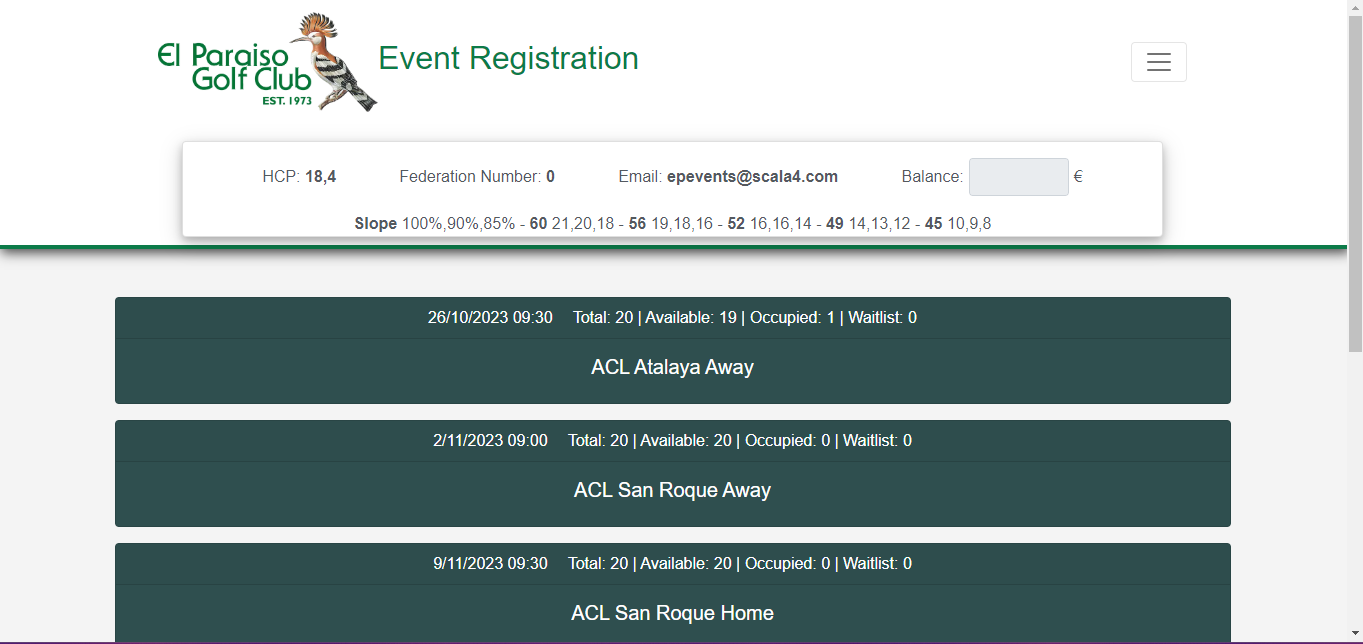 El Paraiso
Golf Club
EST. 1973
Event Registration
HCP: 18,4 Federation Number: 0 Email: epevents@scala4.com Balance: €
Slope 100%,90%,85% - 60 21,20,18 - 56 19,18,16 - 52 16,16,14 - 49 14,13,12 - 45 10,9,8
26/10/2023 09:30 Total: 20 | Available: 19 | Occupied: 1 | Waitlist: 0
ACL Atalaya Away
2/11/2023 09:00 Total: 20 | Available: 20 | Occupied: 0 | Waitlist: 0
ACL San Roque Away
9/11/2023 09:30 Total: 20 | Available: 20 | Occupied: 0 | Waitlist: 0
ACL San Roque Home